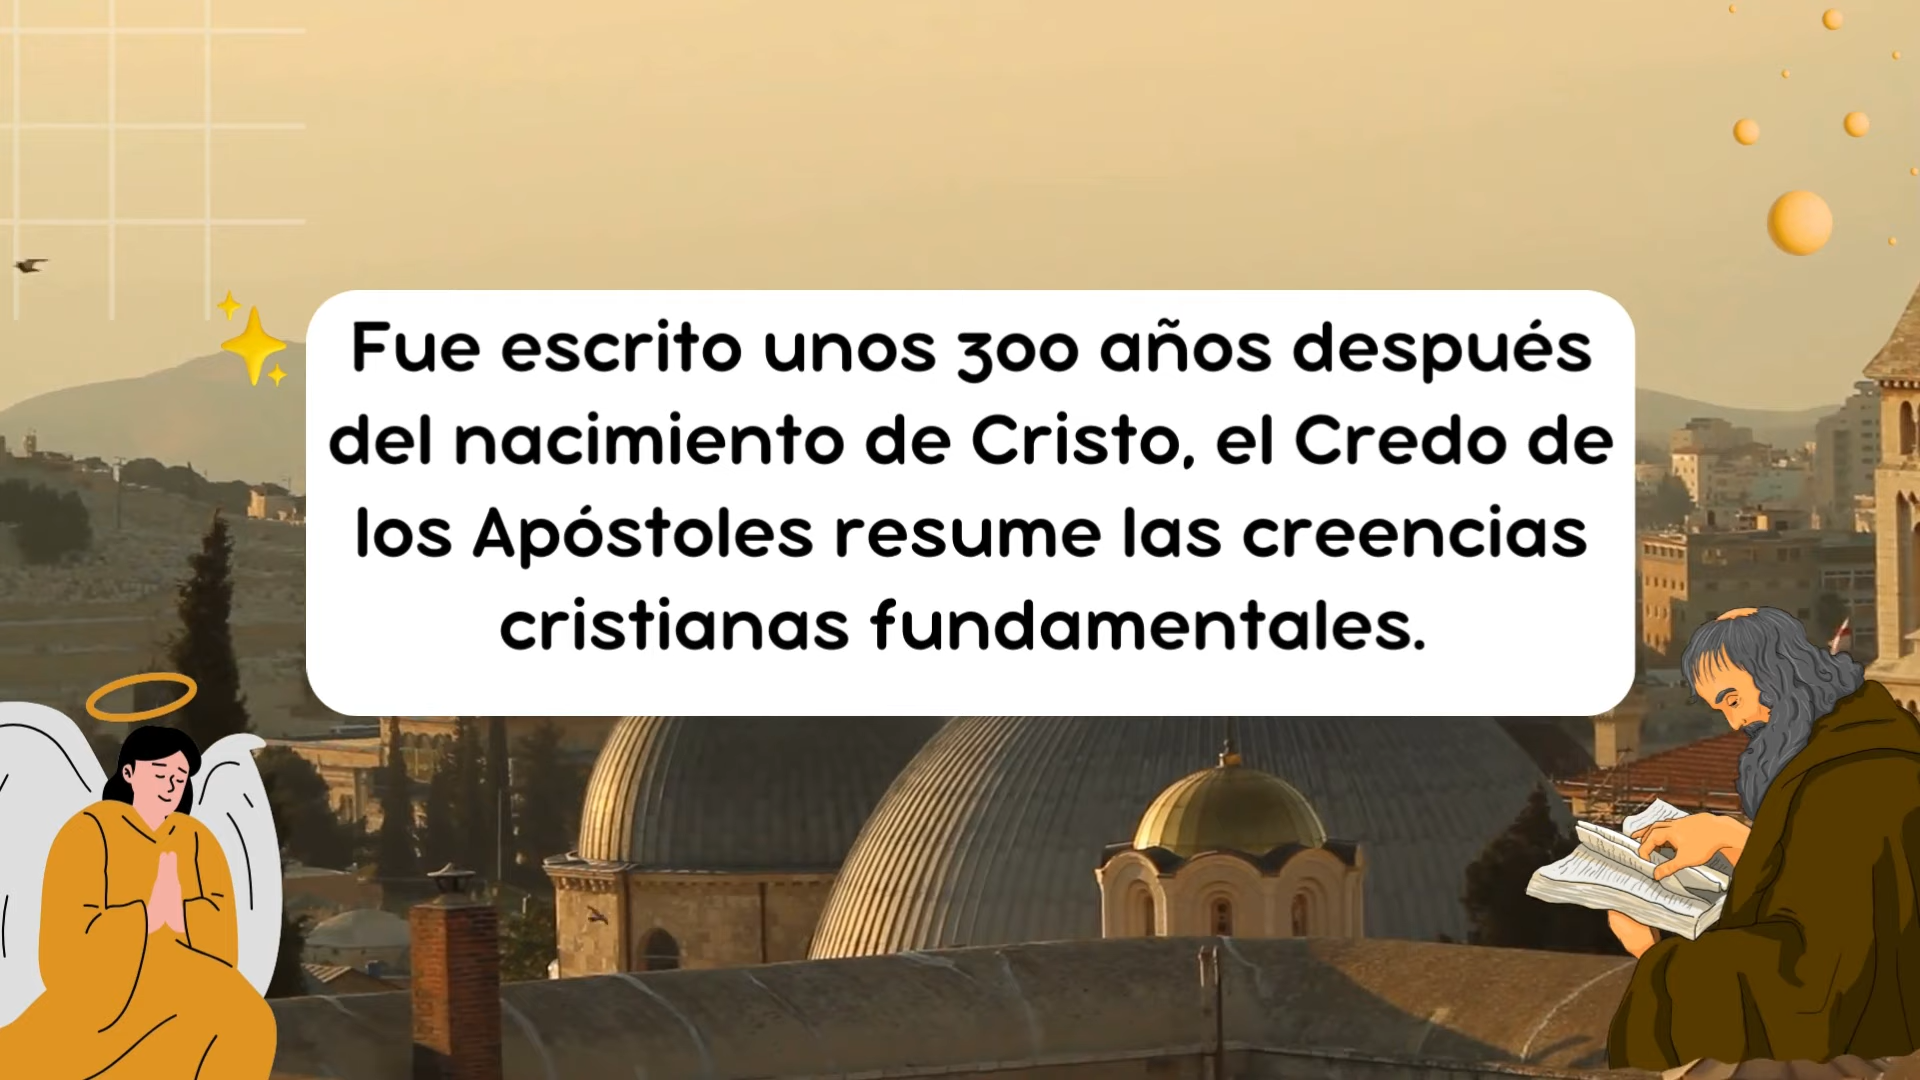 Fue escrito unos 300 años después
del nacimiento de Cristo, el Credo de
los Apóstoles resume las creencias
cristianas fundamentales.